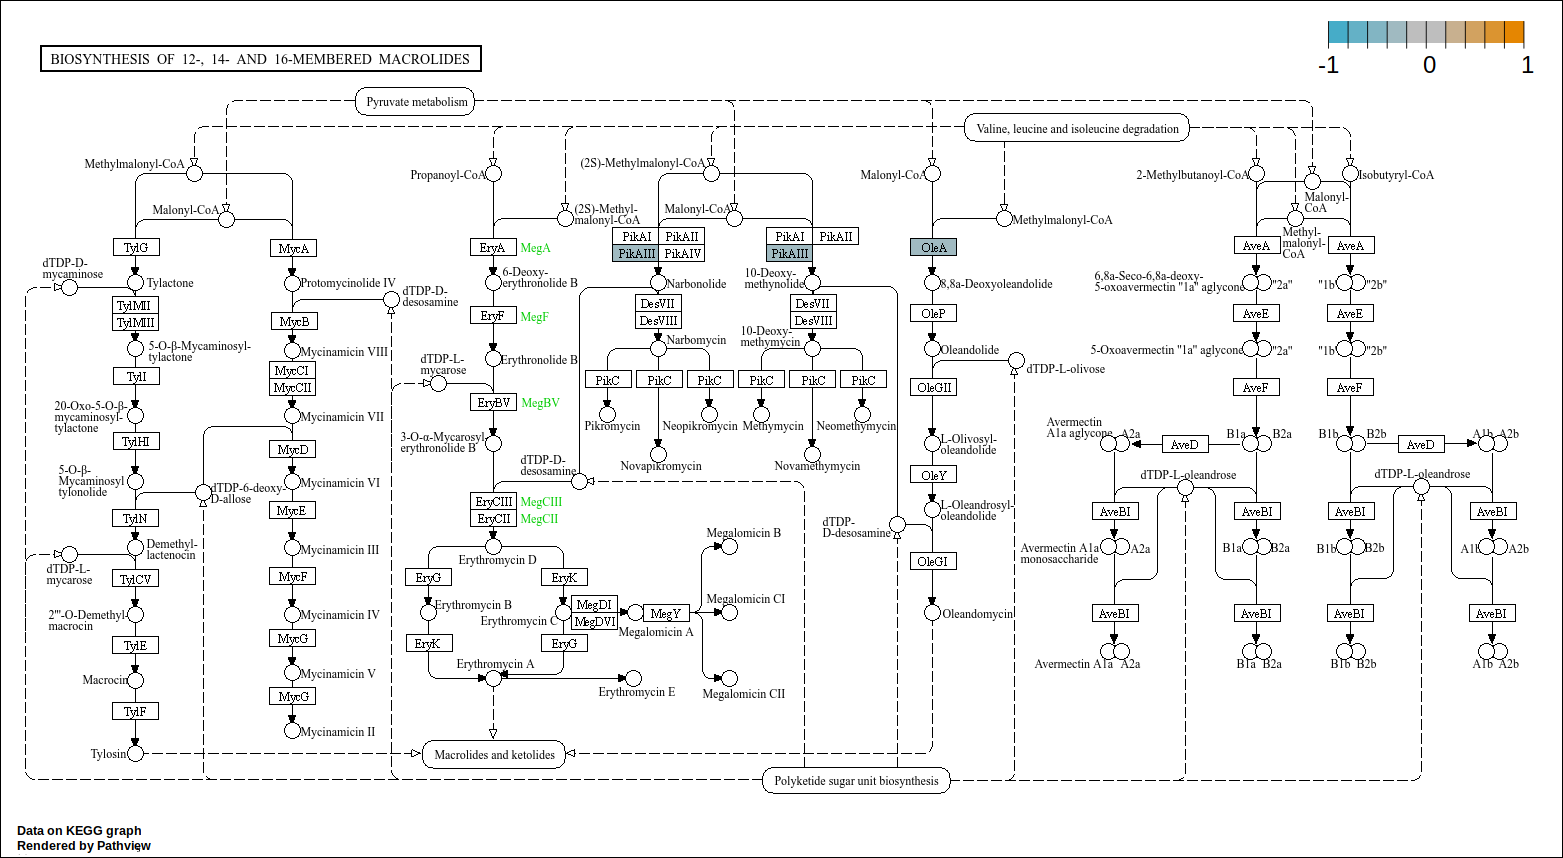 BIOSYNTHESIS OF 12-, 14- AND 16-MEMBERED MACROLIDES
-1 0 1
Pyruvate metabolism
Valine, leucine and isoleucine degradation
Methylmalonyl-CoA
Malonyl-CoA
TylG
MycA
dTDP-D-
mycaminose
Tylactone
Protomycinolide IV
dTDP-D-
desosamine
TylMII
TylMIII
MycB
5-O-β-Mycaminosyl-
tylactone
Mycinamicin VIII
TylI
MycCI
MycCII
20-Oxo-5-O-β-
mycaminosyl-
tylactone
Mycinamicin VII
TylHI
MycD
5-O-β-
Mycaminosyl
tylonolide
Mycinamicin VI
dTDP-6-deoxy-
D-allose
TylN
MycE
Demethyl-
lactenocin
Mycinamicin III
dTDP-L-
mycarose
TylCV
MycF
2'''-O-Demethyl-
macrocin
Mycinamicin IV
TylE
MycG
Macrocin
Mycinamicin V
TylF
MycG
Mycinamicin II
Tylosin
Propanoyl-CoA
(2S)-Methyl-
malonyl-CoA
EryA
MegA
6-Deoxy-
erythronolide B
EryF
MegF
Erythronolide B
dTDP-L-
mycarose
EryBV
MegBV
3-O-α-Mycarosyl-
erythronolide B
dTDP-D-
desosamine
EryCIII
MegCIII
EryCII
MegCII
Erythromycin D
EryG
EryK
Erythromycin B
Erythromycin C
MegDI
MegDVI
MegY
Megalomicin A
Megalomicin B
Megalomicin CI
Megalomicin CII
EryK
EryG
Erythromycin A
Erythromycin E
Macrolides and ketolides
(2S)-Methylmalonyl-CoA
Malonyl-CoA
PikAI PikAII
PikAIII PikAIV
PikAI PikAII
PikAIII
Narbonolide
10-Deoxy-
methynolide
DesVII
DesVIII
DesVII
DesVIII
Narbomycin
10-Deoxy-
methymycin
PikC PikC PikC PikC PikC PikC
Pikromycin
Neopikromycin
Methymycin
Neomethymycin
Novapikromycin
Novamethymycin
Malonyl-CoA
Methylmalonyl-CoA
OleA
8,8a-Deoxyoleandolide
OleP
Oleandolide
dTDP-L-olivose
OleGII
L-Olivosyl-
oleandolide
OleY
L-Oleandrosyl-
oleandolide
dTDP-
D-desosamine
OleGI
Oleandomycin
Polyketide sugar unit biosynthesis
2-Methylbutanoyl-CoA
Isobutyryl-CoA
Malonyl-
CoA
Methyl-
malonyl-
CoA
AveA
AveA
6,8a-Seco-6,8a-deoxy-
5-oxoavermectin "1a" aglycone
"2a"
"1b"
"2b"
AveE
AveE
5-Oxoavermectin "1a" aglycone
"2a"
"1b"
"2b"
AveF
AveF
Avermectin
A1a aglycone A2a
AveD
B1a B2a
B1b B2b
AveD
A1b A2b
dTDP-L-oleandrose
dTDP-L-oleandrose
AveBI AveBI AveBI AveBI
Avermectin A1a
monosaccharide
A2a
B1a B2a
B1b B2b
A1b A2b
AveBI AveBI AveBI AveBI
Avermectin A1a A2a
B1a B2a
B1b B2b
A1b A2b
Data on KEGG graph
Rendered by Pathview